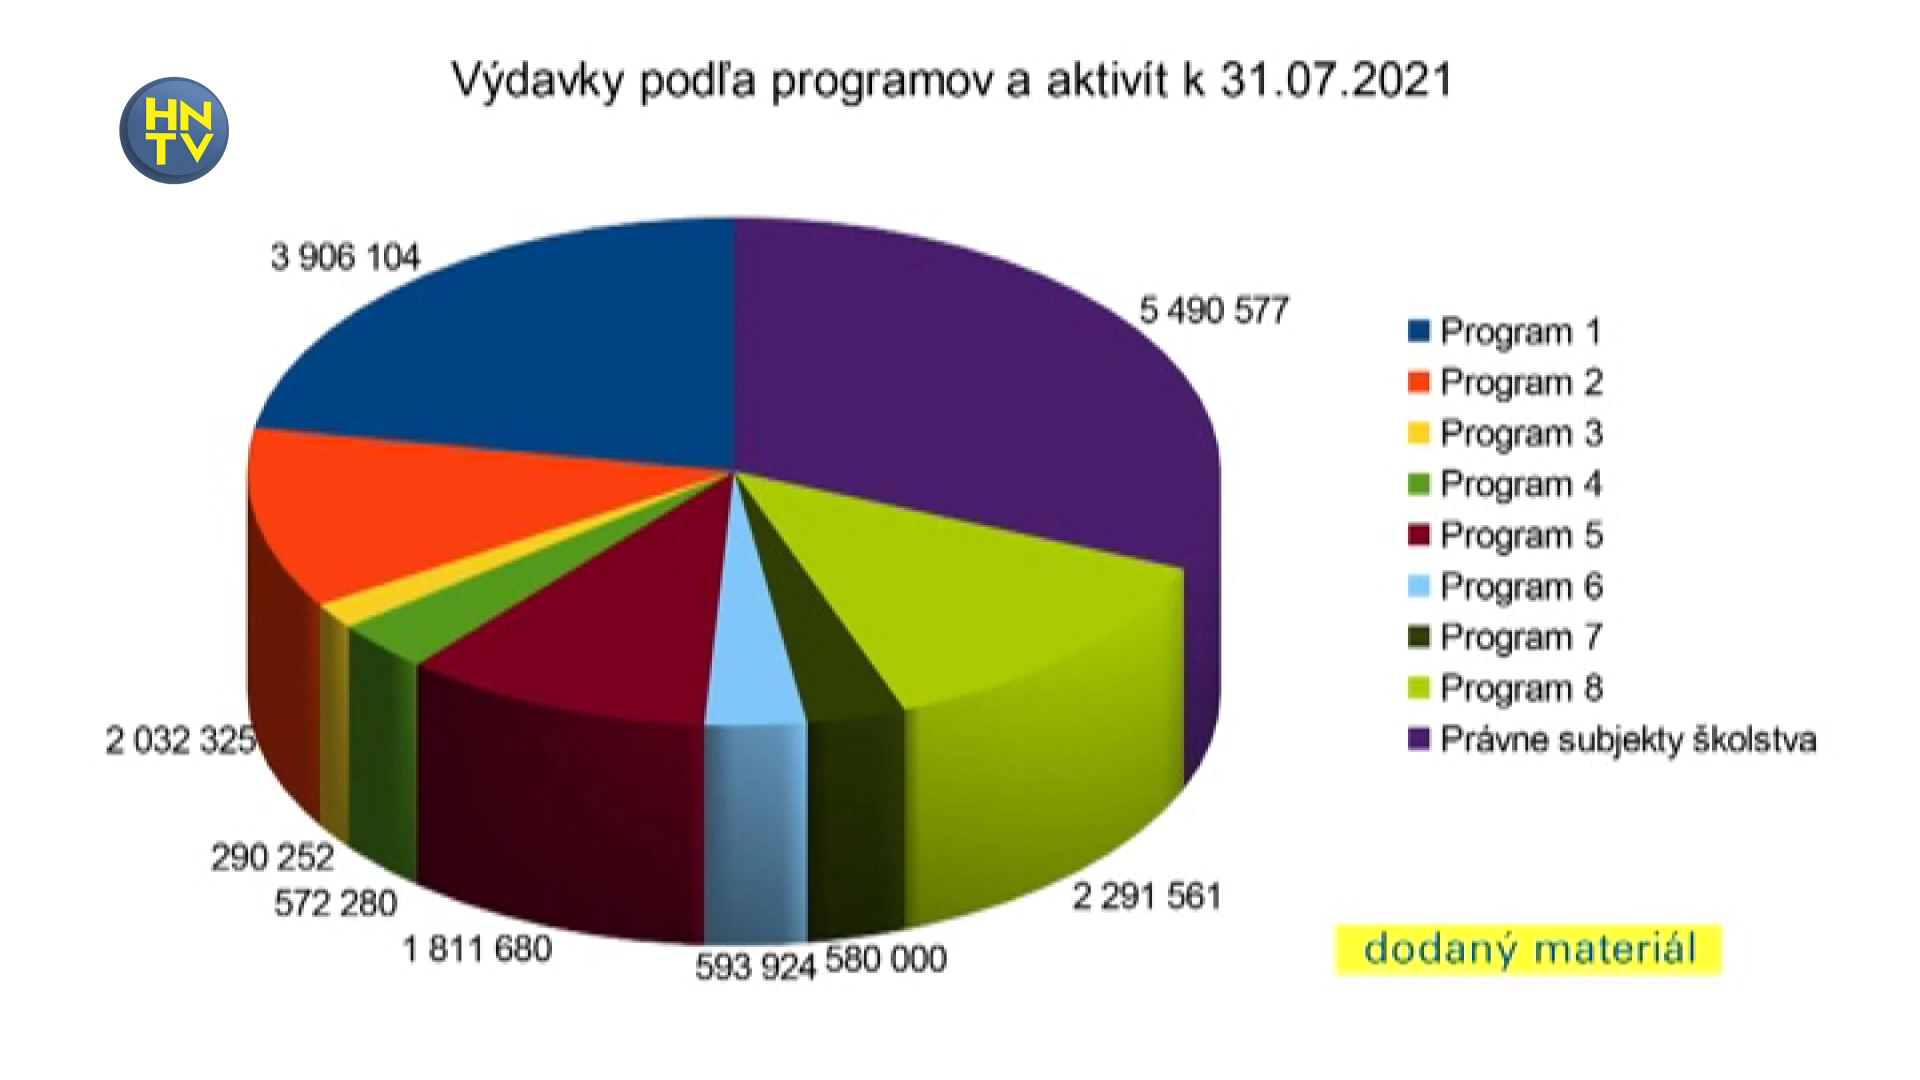 Výdavky podľa programov a aktivít k 31.07.2021
HN
TV
3 906 104
5 490 577
2 032 325
290 252
572 280
1 811 680
593 924
580 000
2 291 561
Program 1
Program 2
Program 3
Program 4
Program 5
Program 6
Program 7
Program 8
Právne subjekty školstva
dodaný materiál